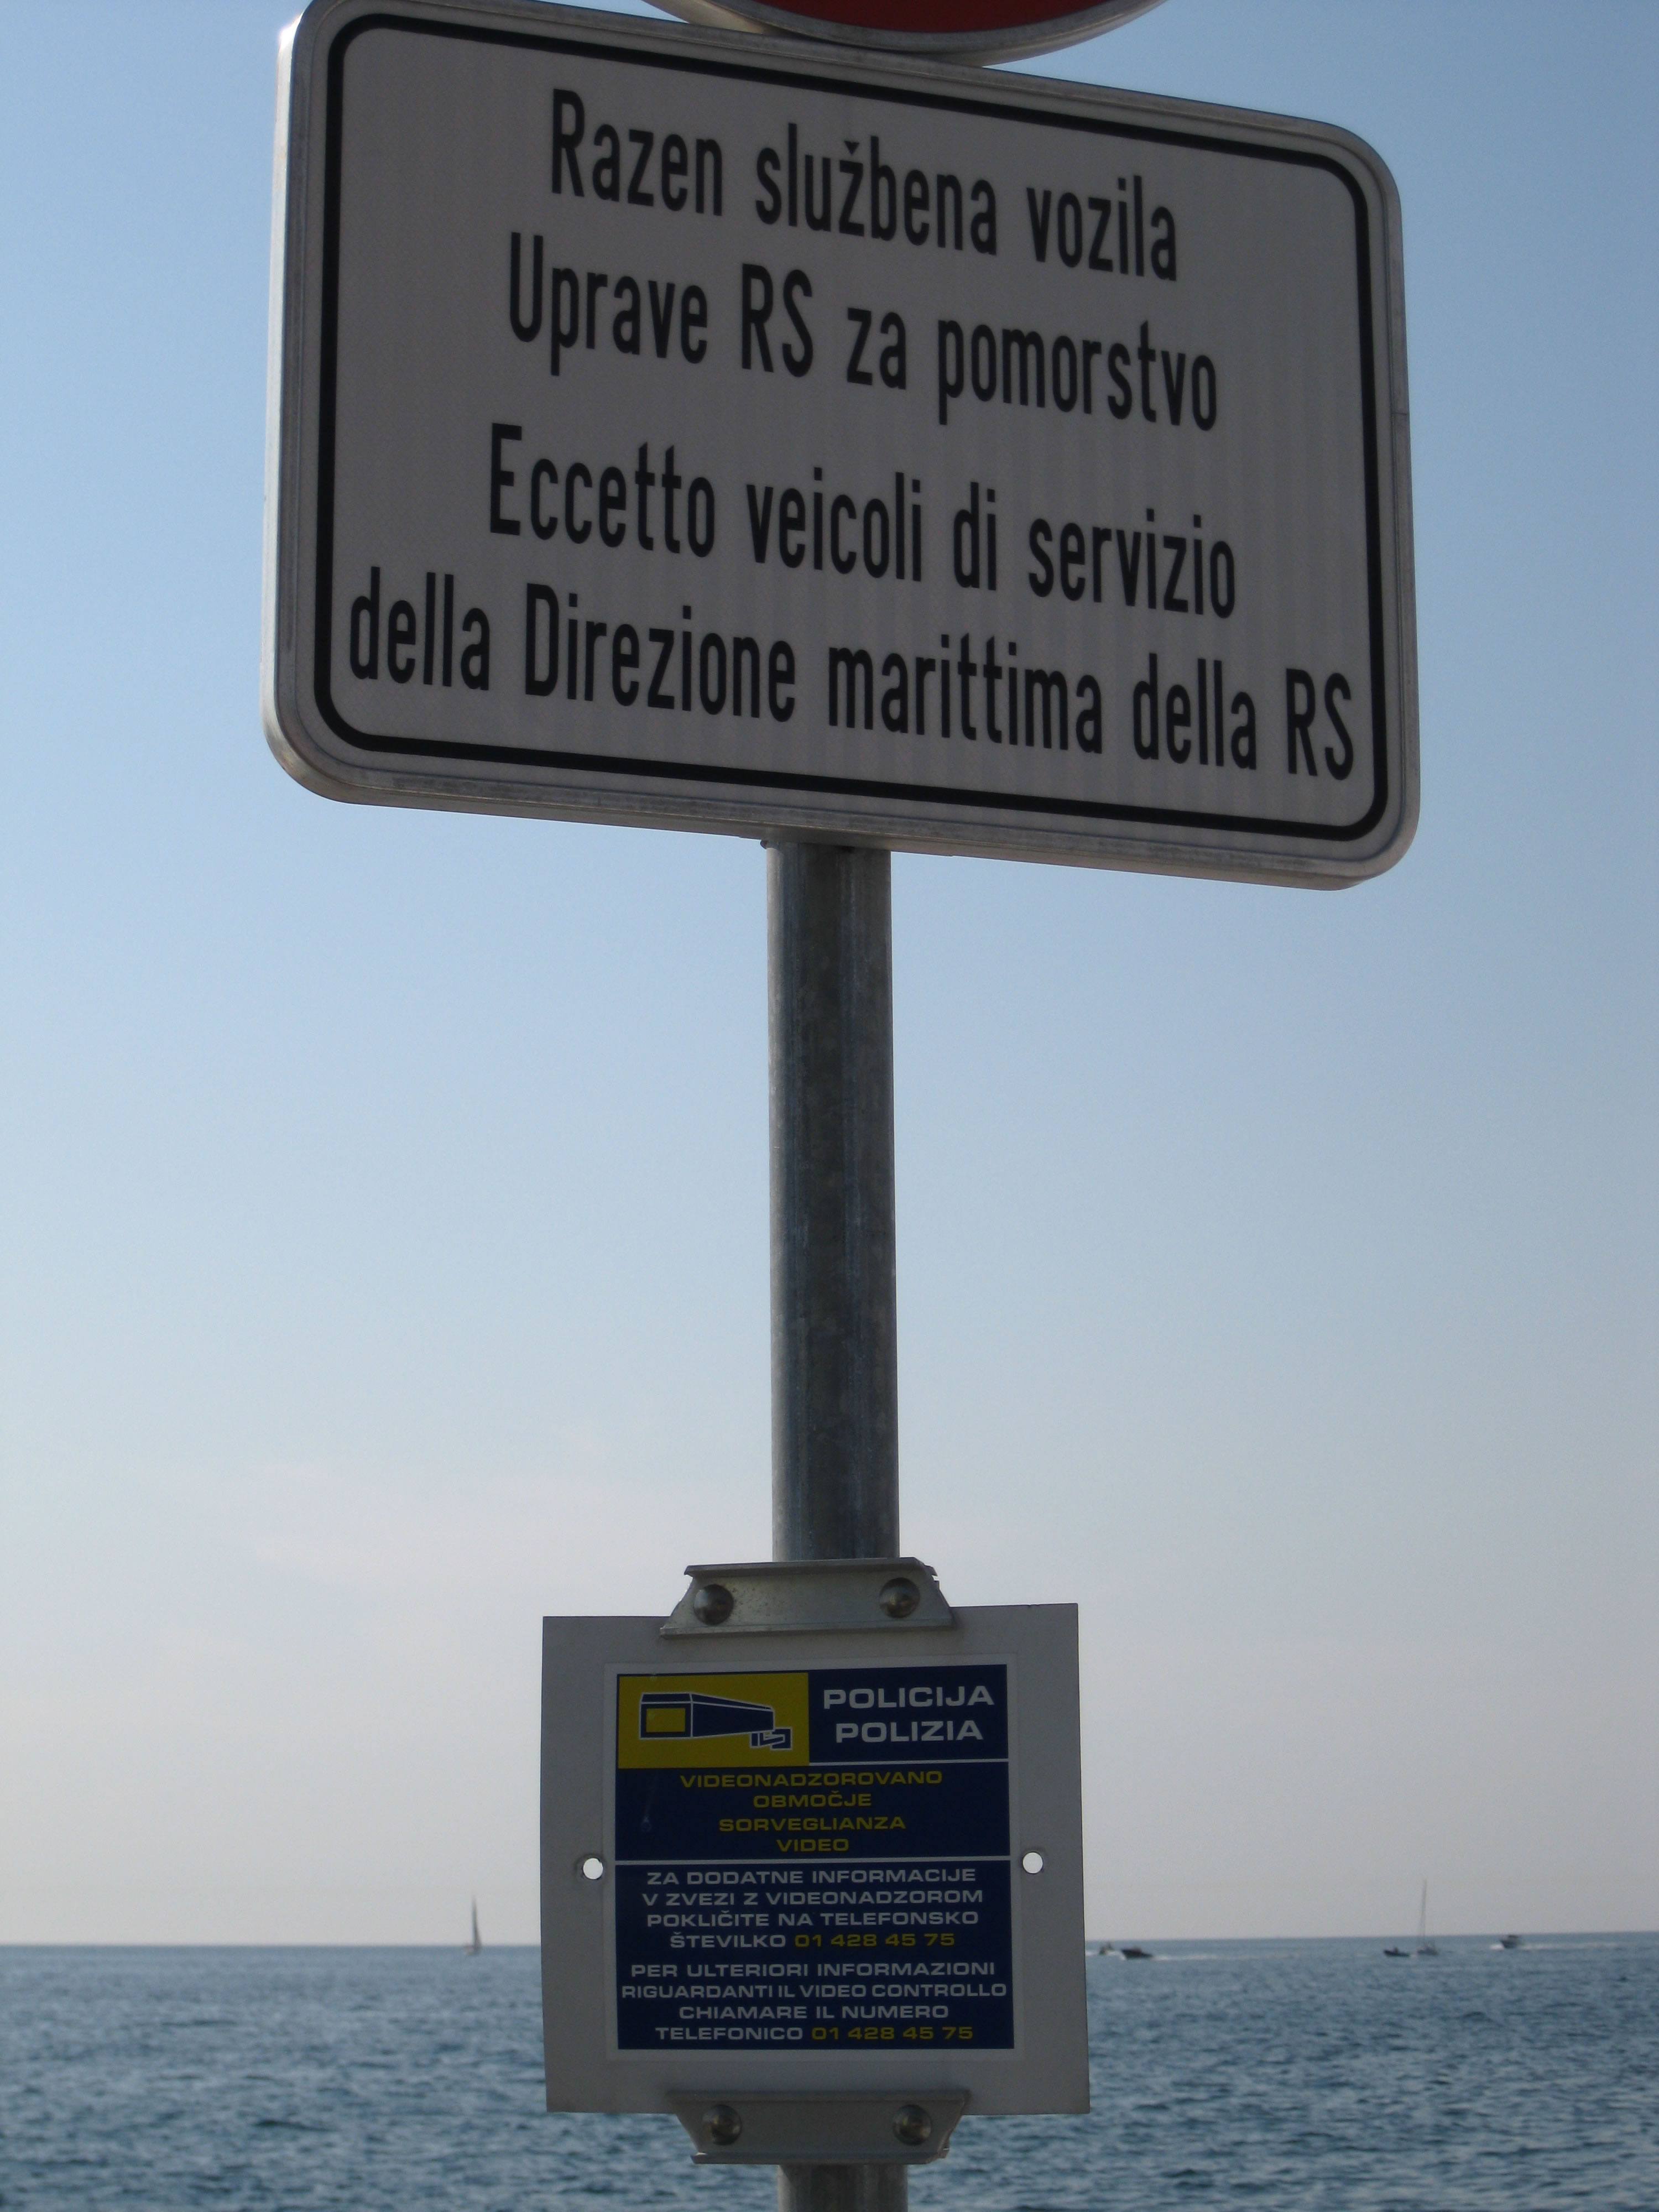 Razen službena vozila
Uprave RS za pomorstvo
Eccetto veicoli di servizio
della Direzione marittima della RS
POLICIJA
POLIZIA
VIDEONADZOROVANO
OBMOČJE
SORVEGLIANZA
VIDEO
ZA DODATNE INFORMACIJE
V ZVEZI Z VIDEONADZOROM
POKLIČITE NA TELEFONSKO
ŠTEVILKO 01 428 45 75
PER ULTERIORI INFORMAZIONI
RIGUARDANTI IL VIDEO CONTROLLO
CHIAMARE IL NUMERO
TELEFONICO 01 428 45 75